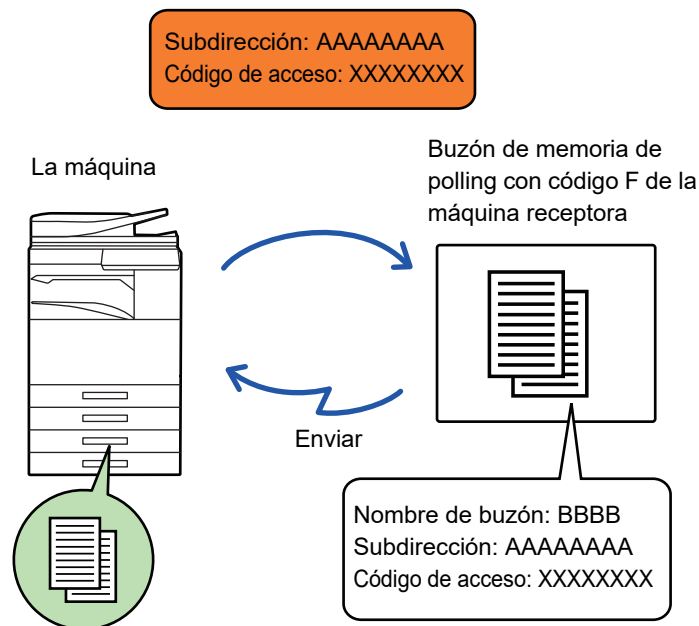 Subdirección: AAAAAAAA
Código de acceso: XXXXXXXX
La máquina
Buzón de memoria de
polling con código F de la
máquina receptora
Enviar
Nombre de buzón: BBBB
Subdirección: AAAAAAAA
Código de acceso: XXXXXXXX